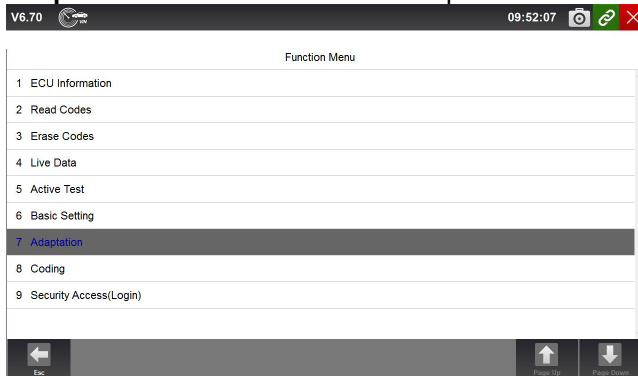 V6.70 VIN 09:52:07
Function Menu
1 ECU Information
2 Read Codes
3 Erase Codes
4 Live Data
5 Active Test
6 Basic Setting
7 Adaptation
8 Coding
9 Security Access(Login)
Esc Page Up Page Down